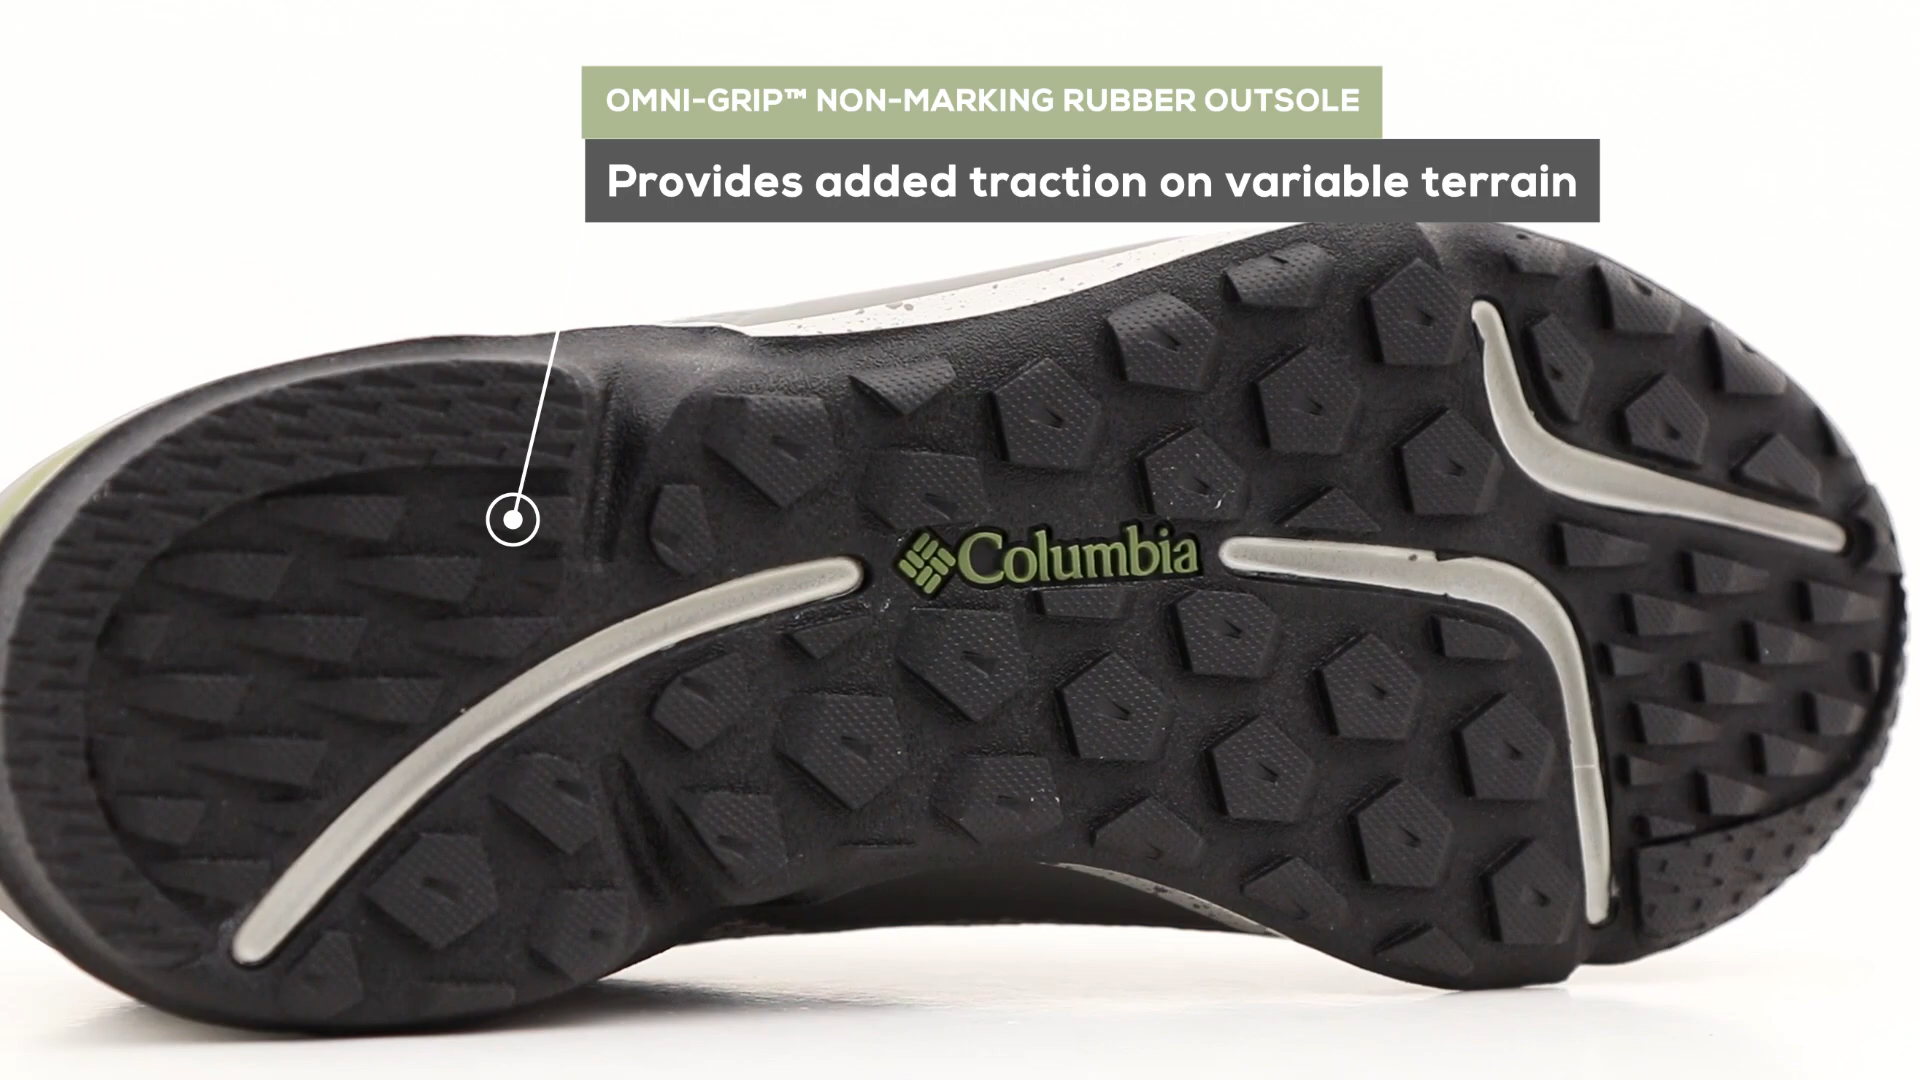 OMNI-GRIP™ NON-MARKING RUBBER OUTSOLE
Provides added traction on variable terrain
Columbia